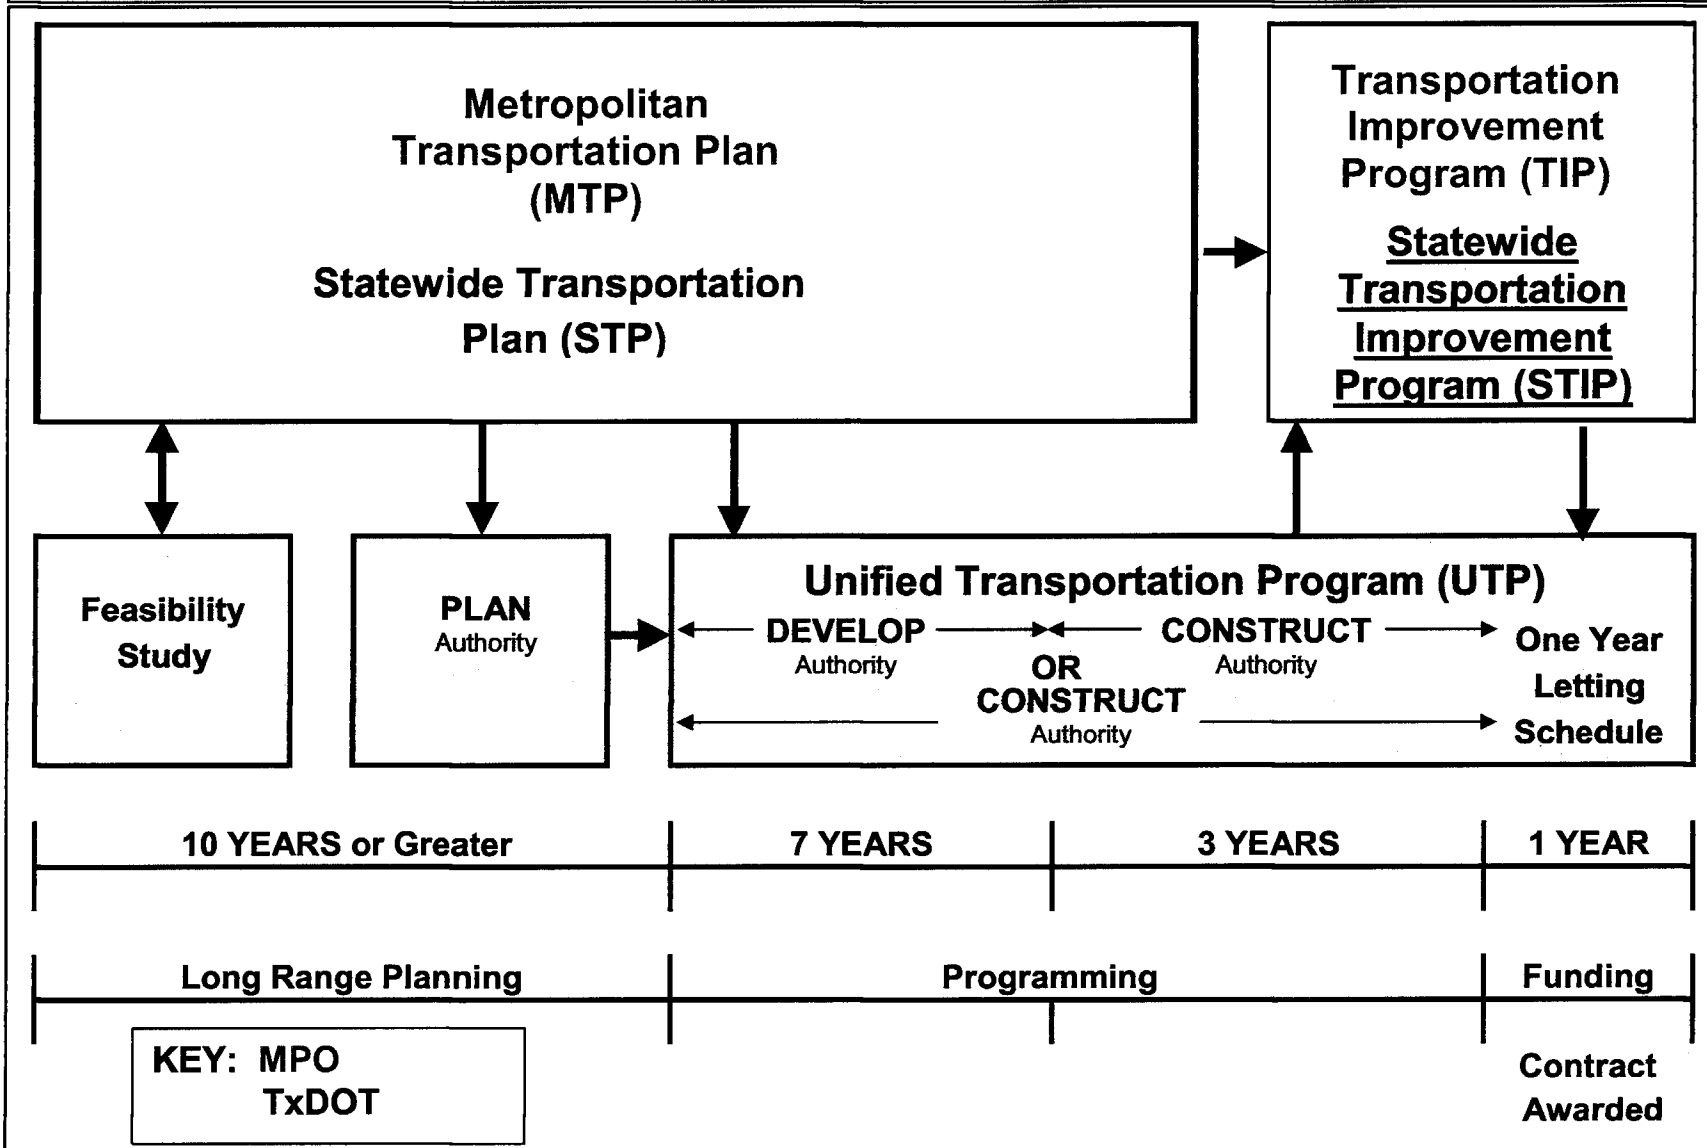 Metropolitan
Transportation Plan
(MTP)
Statewide Transportation
Plan (STP)
Transportation
Improvement
Program (TIP)
Statewide
Transportation
Improvement
Program (STIP)
Feasibility
Study
PLAN
Authority
Unified Transportation Program (UTP)
DEVELOP
Authority
CONSTRUCT
Authority
OR
CONSTRUCT
Authority
One Year
Letting
Schedule
10 YEARS or Greater
7 YEARS
3 YEARS
1 YEAR
Long Range Planning
Programming
Funding
KEY: MPO
TxDOT
Contract
Awarded